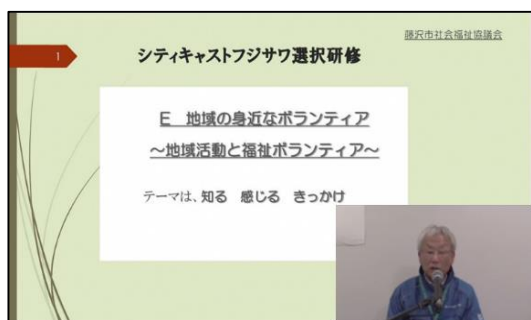 藤沢市社会福祉協議会
1
シティキャストフジサワ選択研修
E 地域の身近なボランティア
～地域活動と福祉ボランティア～
テーマは、知る 感じる きっかけ